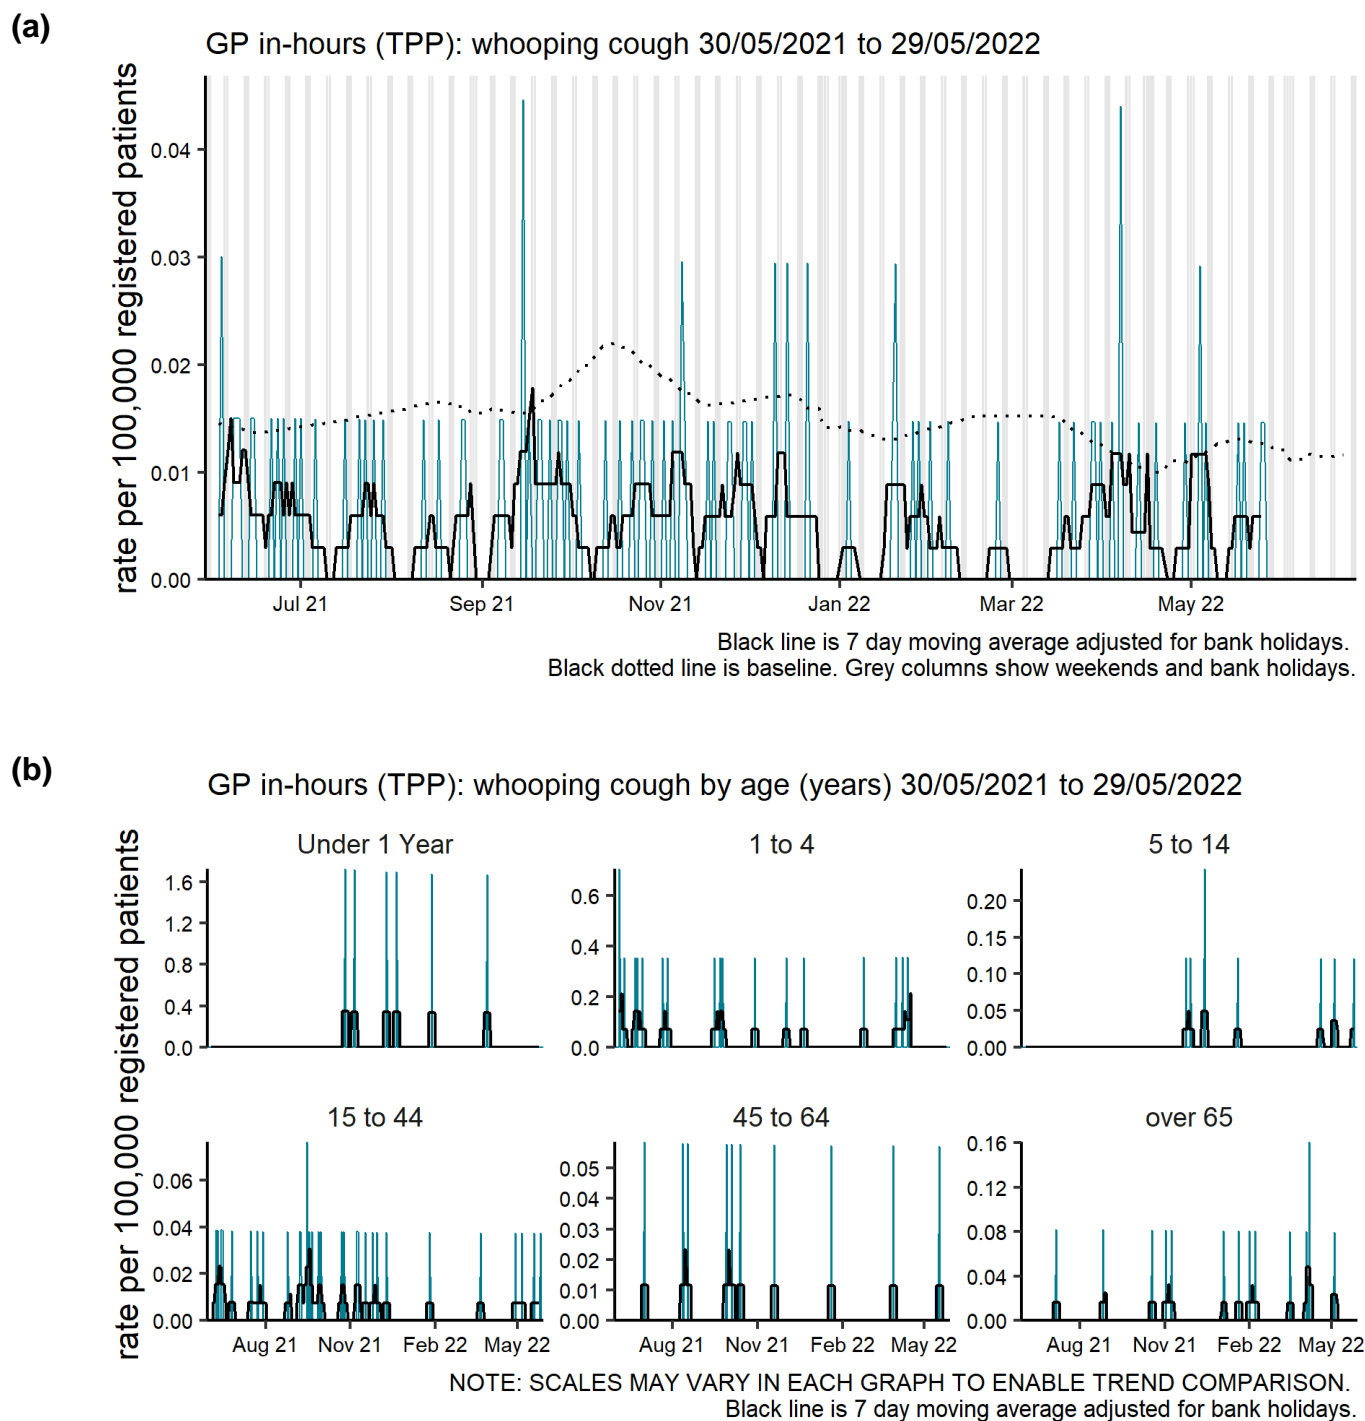 (a)
GP in-hours (TPP): whooping cough 30/05/2021 to 29/05/2022
rate per 100,000 registered patients
0.04
0.03
0.02
0.01
0.00
Jul 21 Sep 21 Nov 21 Jan 22 Mar 22 May 22
Black line is 7 day moving average adjusted for bank holidays.
Black dotted line is baseline. Grey columns show weekends and bank holidays.
(b)
GP in-hours (TPP): whooping cough by age (years) 30/05/2021 to 29/05/2022
rate per 100,000 registered patients
Under 1 Year
1.6
1.2
0.8
0.4
0.0
1 to 4
0.6
0.4
0.2
0.0
5 to 14
0.20
0.15
0.10
0.05
0.00
15 to 44
0.06
0.04
0.02
0.00
Aug 21 Nov 21 Feb 22 May 22
45 to 64
0.05
0.04
0.03
0.02
0.01
0.00
Aug 21 Nov 21 Feb 22 May 22
over 65
0.16
0.12
0.08
0.04
0.00
Aug 21 Nov 21 Feb 22 May 22
NOTE: SCALES MAY VARY IN EACH GRAPH TO ENABLE TREND COMPARISON.
Black line is 7 day moving average adjusted for bank holidays.